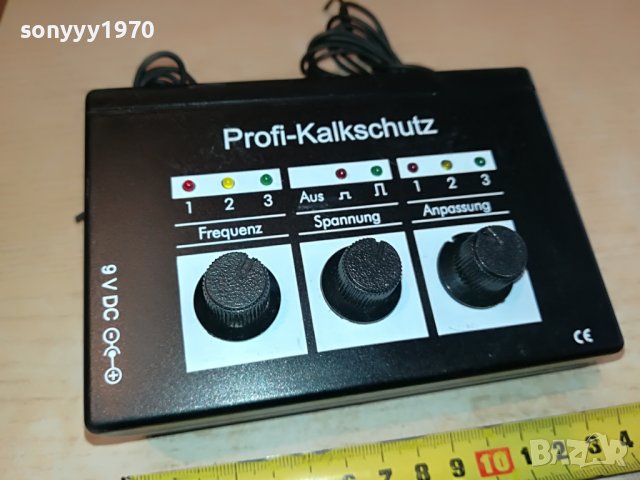 sonyyy1970
Profi-Kalkschutz
1 2 3
Aus
1 2 3
Frequenz
Spannung
Anpassung
9 V DC
CE
7 8 9 10 1 2 3 4
BAZAR